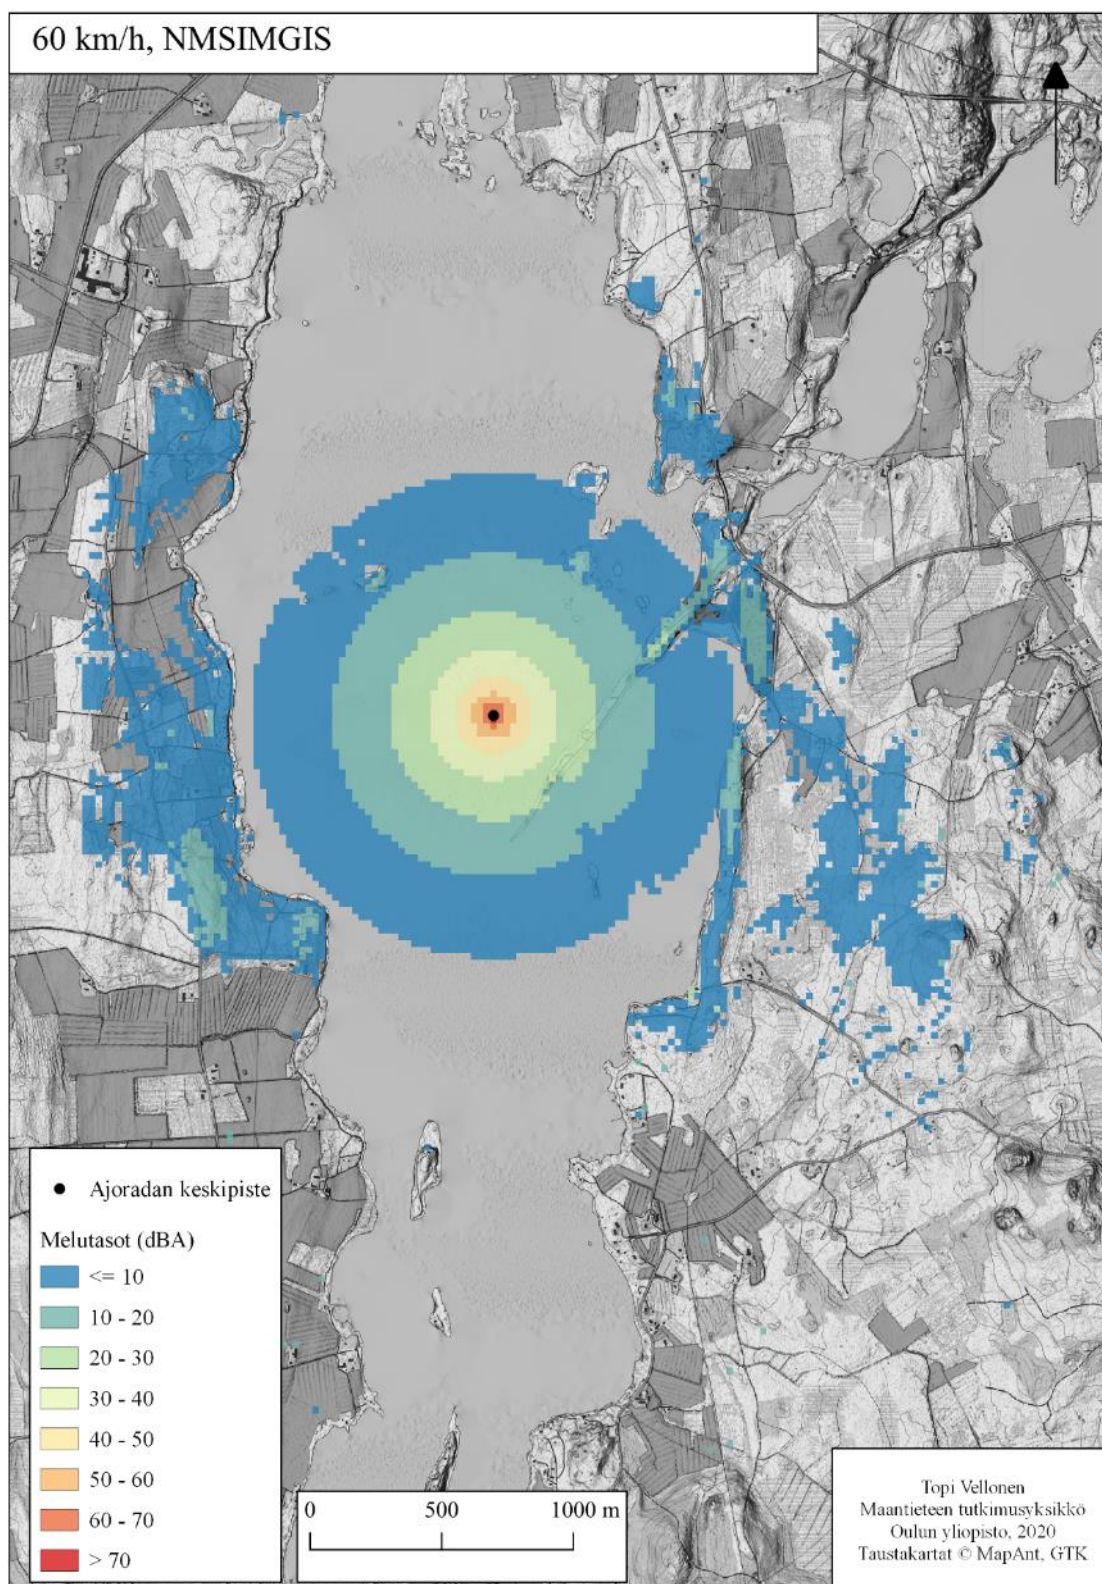 60 km/h, NMSIMGIS
Ajoradan keskipiste
Melutasot (dBA)
<= 10
10 - 20
20 - 30
30 - 40
40 - 50
50 - 60
60 - 70
> 70
0 500 1000 m
Topi Vellonen
Maantieteen tutkimusyksikkö
Oulun yliopisto, 2020
Taustakartat © MapAnt, GTK